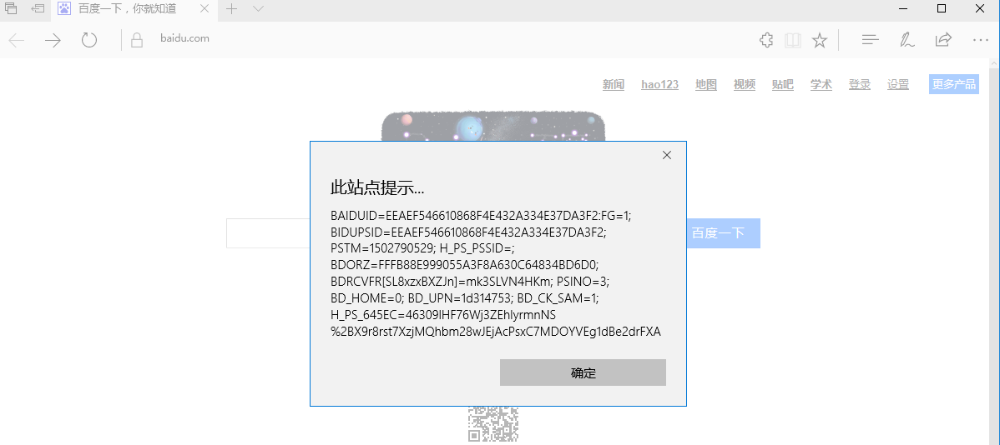 百度一下，你就知道
baidu.com
新闻 hao123 地图 视频 贴吧 学术 登录 设置 更多产品
此站点提示...
BAIDUID=EEAEF546610868F4E432A334E37DA3F2:FG=1;
BIDUPSID=EEAEF546610868F4E432A334E37DA3F2;
PSTM=1502790529; H_PS_PSSID=;
BDORZ=FFFB88E999055A3F8A630C64834BD6D0;
BDRCVFR[SL8xzxBXZJn]=mk3SLVN4HKm; PSINO=3;
BD_HOME=0; BD_UPN=1d314753; BD_CK_SAM=1;
H_PS_645EC=46309IHF76Wj3ZEhlyrmnNS
%2BX9r8rst7XzjMQhbm28wJEjAcPsxC7MDOYVEg1dBe2drFXA
百度一下
确定